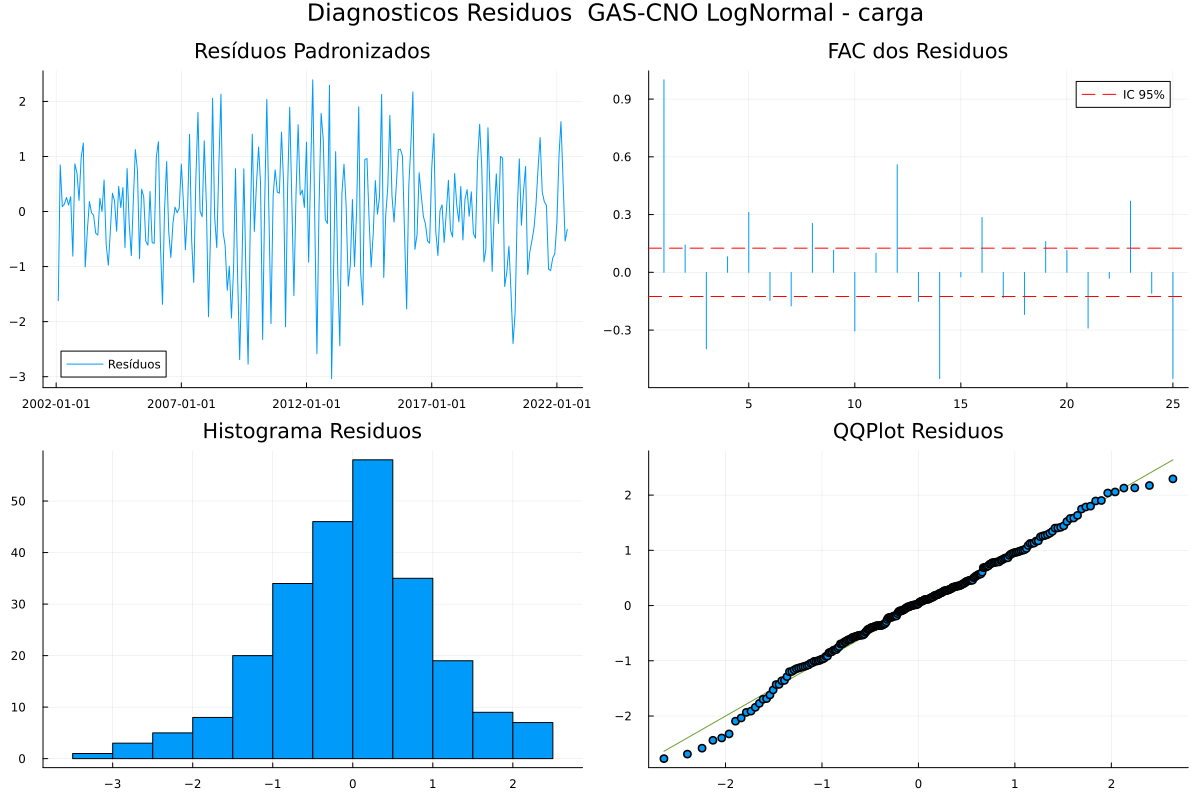 Diagnosticos Residuos  GAS-CNO LogNormal - carga
Resíduos Padronizados
2
1
0
−1
−2
−3
Resíduos
2002-01-01 2007-01-01 2012-01-01 2017-01-01 2022-01-01
FAC dos Residuos
0.9
0.6
0.3
0.0
−0.3
IC 95%
5 10 15 20 25
Histograma Residuos
50
40
30
20
10
0
−3 −2 −1 0 1 2
QQPlot Residuos
2
1
0
−1
−2
−2 −1 0 1 2